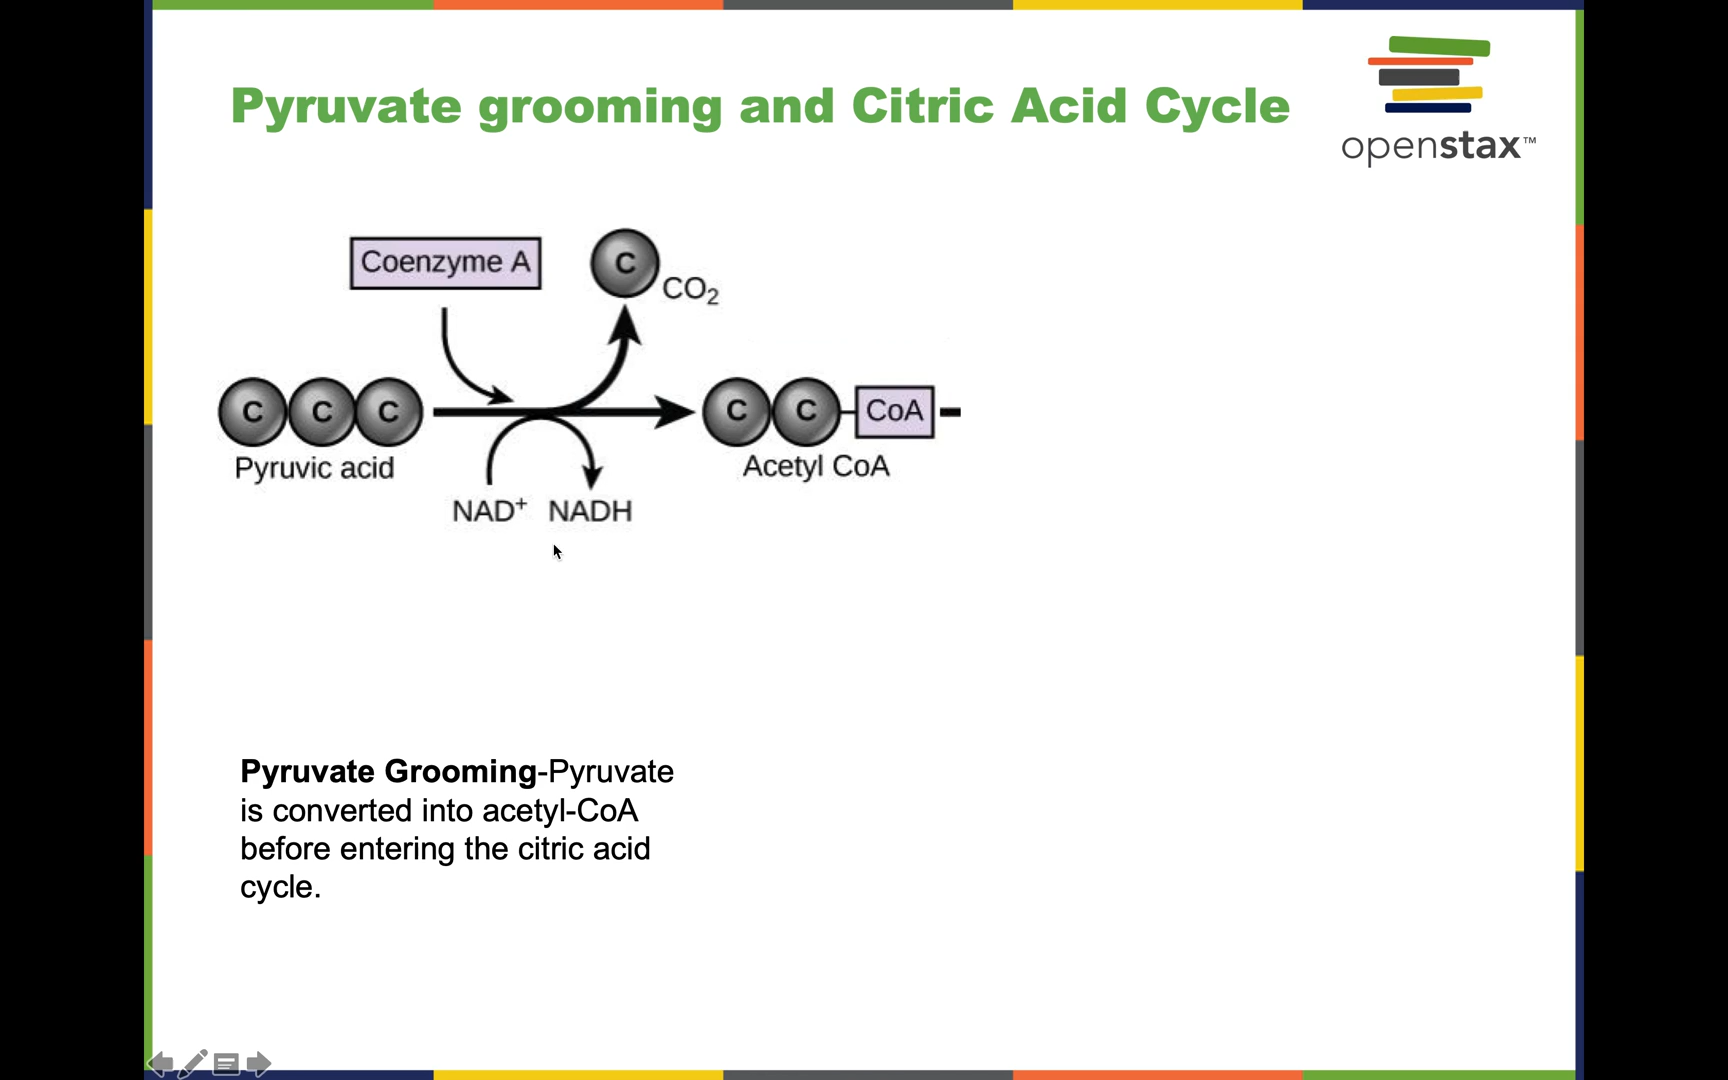 Pyruvate grooming and Citric Acid Cycle
openstax™
Coenzyme A
C
CO₂
C C C
C C CoA
Pyruvic acid
Acetyl CoA
NAD⁺ NADH
Pyruvate Grooming-Pyruvate
is converted into acetyl-CoA
before entering the citric acid
cycle.